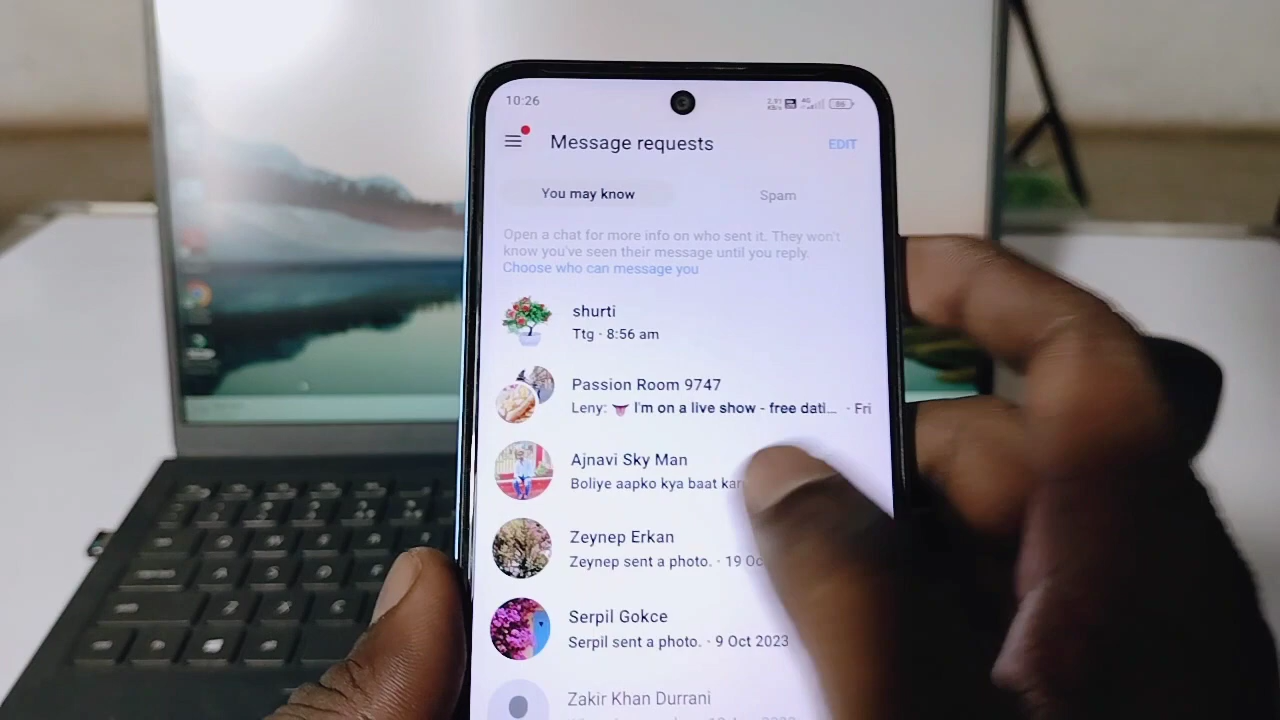 10:26
4G
86
Message requests
EDIT
You may know
Spam
Open a chat for more info on who sent it. They won't
know you've seen their message until you reply.
Choose who can message you
shurti
Ttg · 8:56 am
Passion Room 9747
Leny: 👅 I'm on a live show - free dati... · Fri
Ajnavi Sky Man
Boliye aapko kya baat
Zeynep Erkan
Zeynep sent a photo. · 19
Serpil Gokce
Serpil sent a photo. · 9 Oct 2023
Zakir Khan Durrani